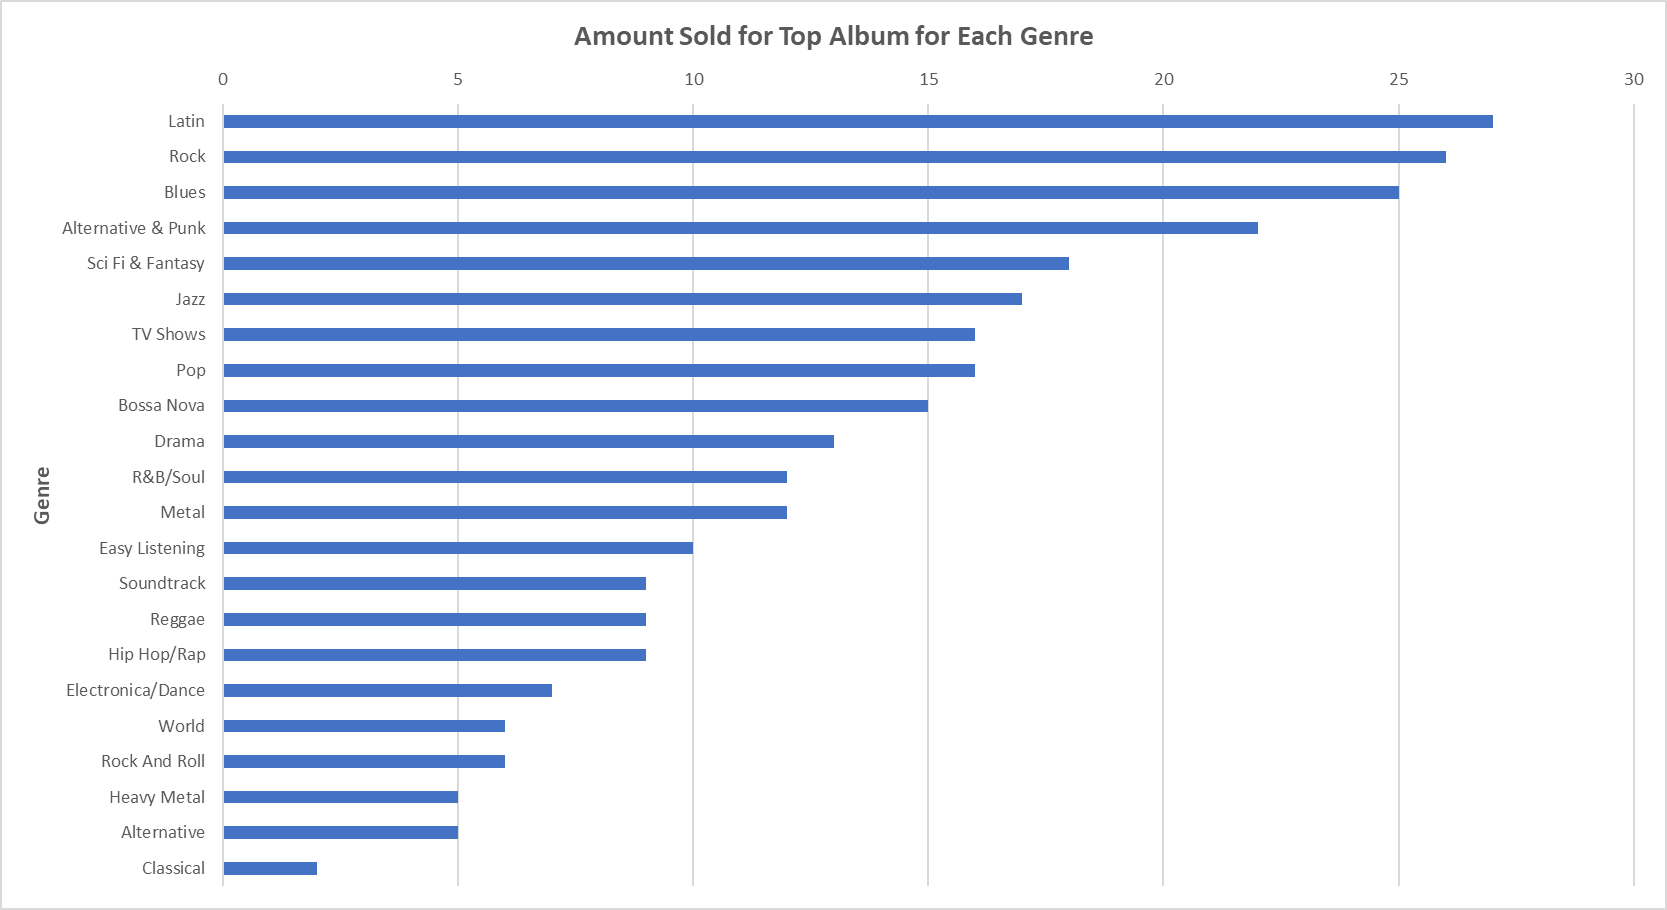 Amount Sold for Top Album for Each Genre
0 5 10 15 20 25 30
Latin
Rock
Blues
Alternative & Punk
Sci Fi & Fantasy
Jazz
TV Shows
Pop
Bossa Nova
Drama
R&B/Soul
Metal
Easy Listening
Soundtrack
Reggae
Hip Hop/Rap
Electronica/Dance
World
Rock And Roll
Heavy Metal
Alternative
Classical
Genre